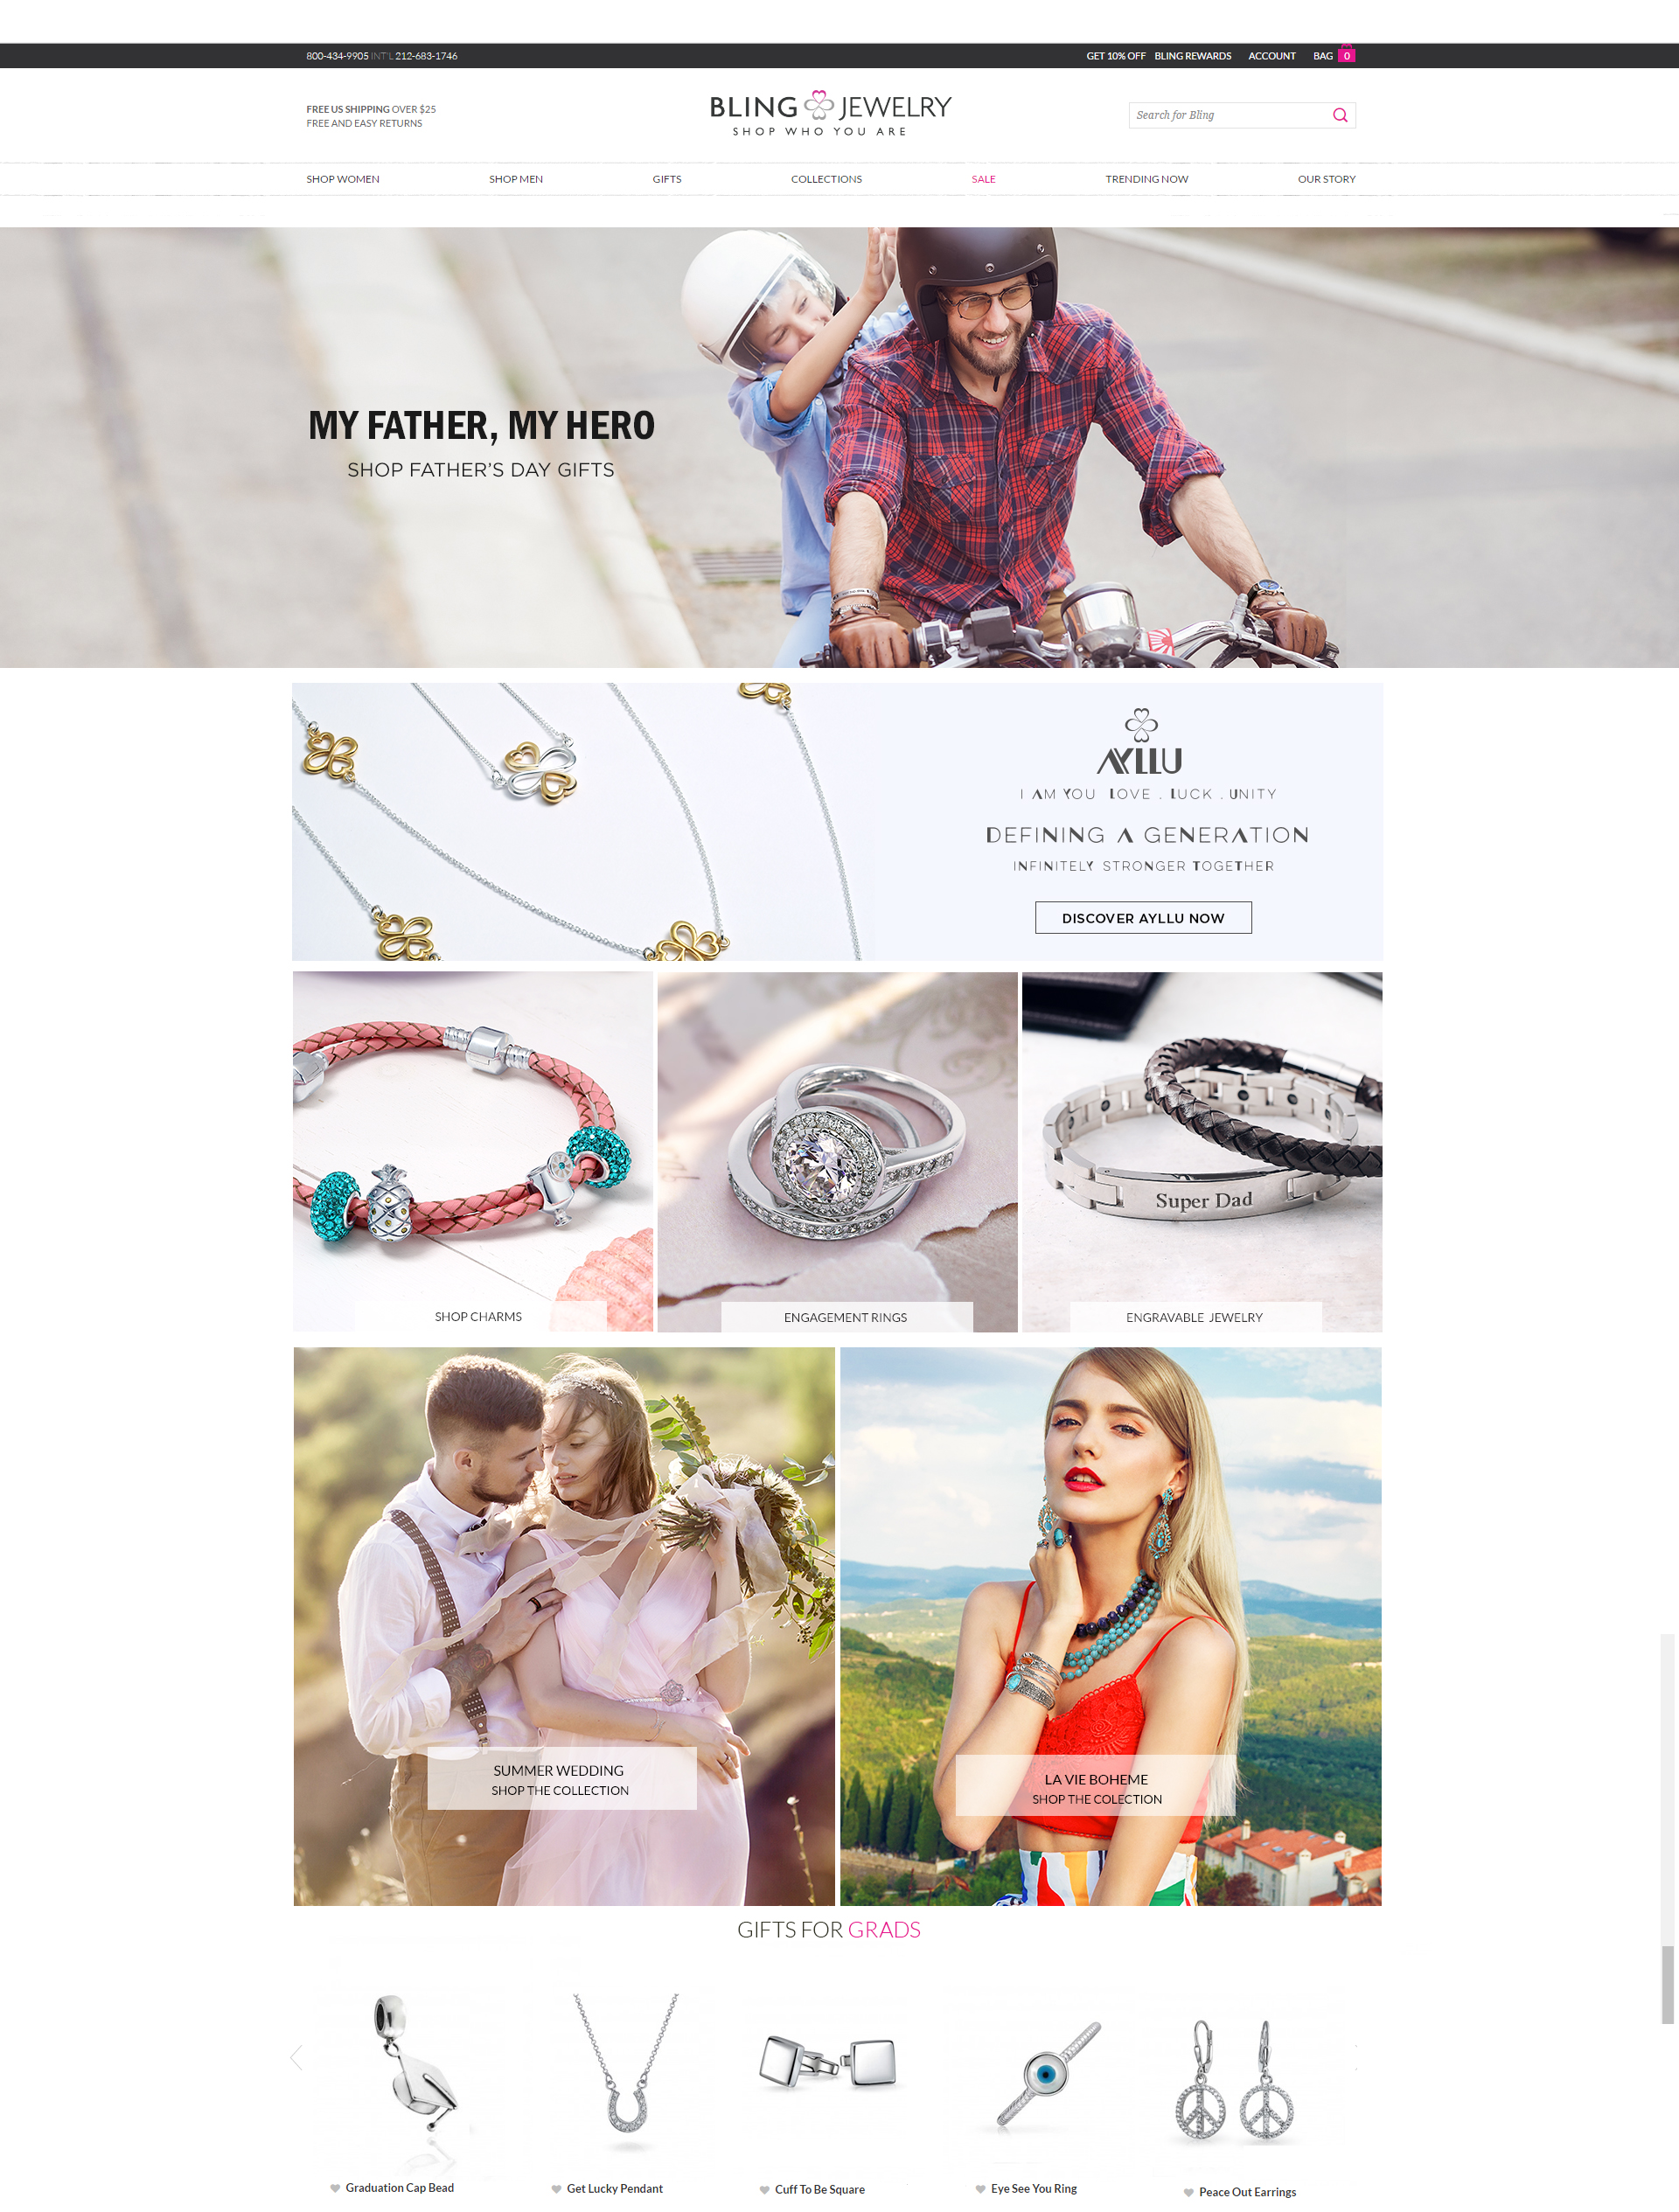 800-434-9905 INT'L 212-683-1746
GET 10% OFF BLING REWARDS ACCOUNT BAG 0
FREE US SHIPPING OVER $25
FREE AND EASY RETURNS
BLING JEWELRY
SHOP WHO YOU ARE
Search for Bling
SHOP WOMEN SHOP MEN GIFTS COLLECTIONS SALE TRENDING NOW OUR STORY
MY FATHER, MY HERO
SHOP FATHER'S DAY GIFTS
AYLLU
I AM YOU LOVE . LUCK . UNITY
DEFINING A GENERATION
INFINITELY STRONGER TOGETHER
DISCOVER AYLLU NOW
Super Dad
SHOP CHARMS
ENGAGEMENT RINGS
ENGRAVABLE JEWELRY
SUMMER WEDDING
SHOP THE COLLECTION
LA VIE BOHEME
SHOP THE COLECTION
GIFTS FOR GRADS
Graduation Cap Bead
Get Lucky Pendant
Cuff To Be Square
Eye See You Ring
Peace Out Earrings